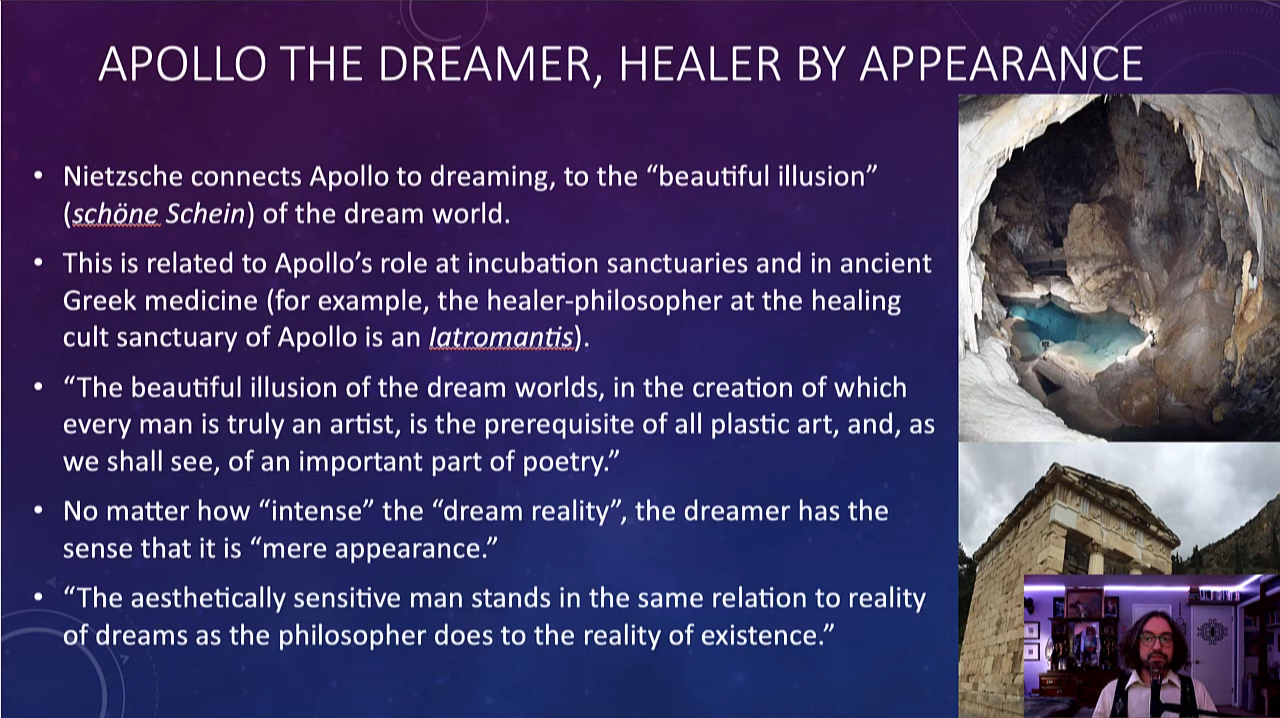 APOLLO THE DREAMER, HEALER BY APPEARANCE
• Nietzsche connects Apollo to dreaming, to the “beautiful illusion”
(schöne Schein) of the dream world.
• This is related to Apollo’s role at incubation sanctuaries and in ancient
Greek medicine (for example, the healer-philosopher at the healing
cult sanctuary of Apollo is an Iatromantis).
• “The beautiful illusion of the dream worlds, in the creation of which
every man is truly an artist, is the prerequisite of all plastic art, and, as
we shall see, of an important part of poetry.”
• No matter how “intense” the “dream reality”, the dreamer has the
sense that it is “mere appearance.”
• “The aesthetically sensitive man stands in the same relation to reality
of dreams as the philosopher does to the reality of existence.”